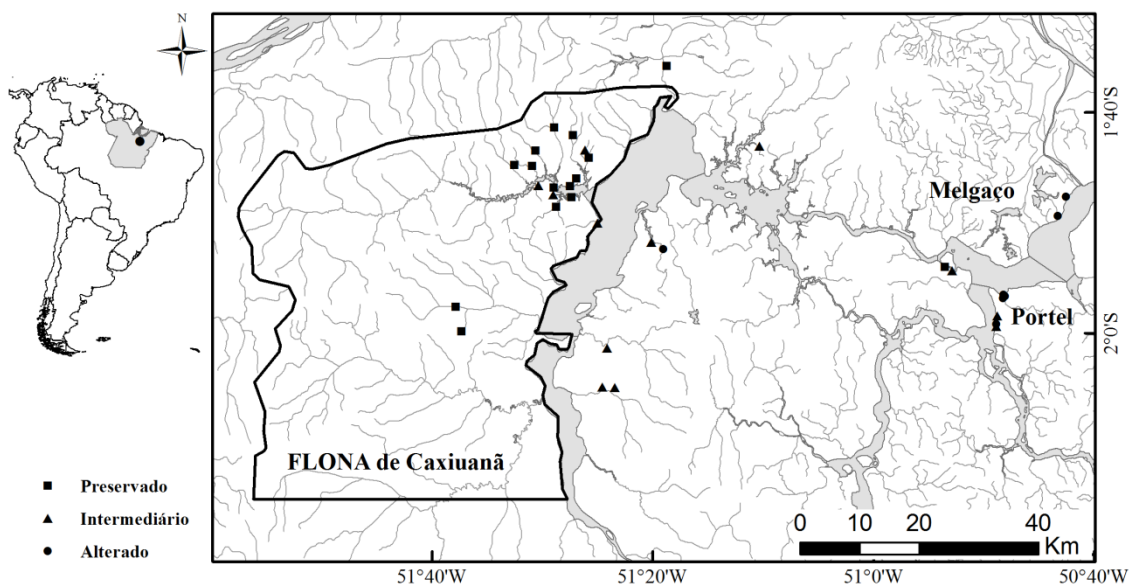 N
1°40'S
Melgaço
Portel
2°0'S
FLONA de Caxiuanã
Preservado
Intermediário
Alterado
0 10 20 40
Km
51°40'W 51°20'W 51°0'W 50°40'W